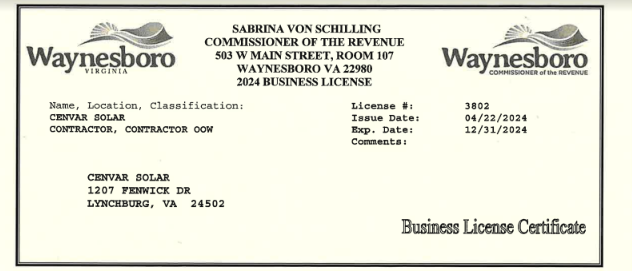 Waynesboro
VIRGINIA
SABRINA VON SCHILLING
COMMISSIONER OF THE REVENUE
503 W MAIN STREET, ROOM 107
WAYNESBORO VA 22980
2024 BUSINESS LICENSE
Waynesboro
COMMISSIONER of the REVENUE
Name, Location, Classification:
CENVAR SOLAR
CONTRACTOR, CONTRACTOR OOW
License #: 3802
Issue Date: 04/22/2024
Exp. Date: 12/31/2024
Comments:
CENVAR SOLAR
1207 FENWICK DR
LYNCHBURG, VA 24502
Business License Certificate